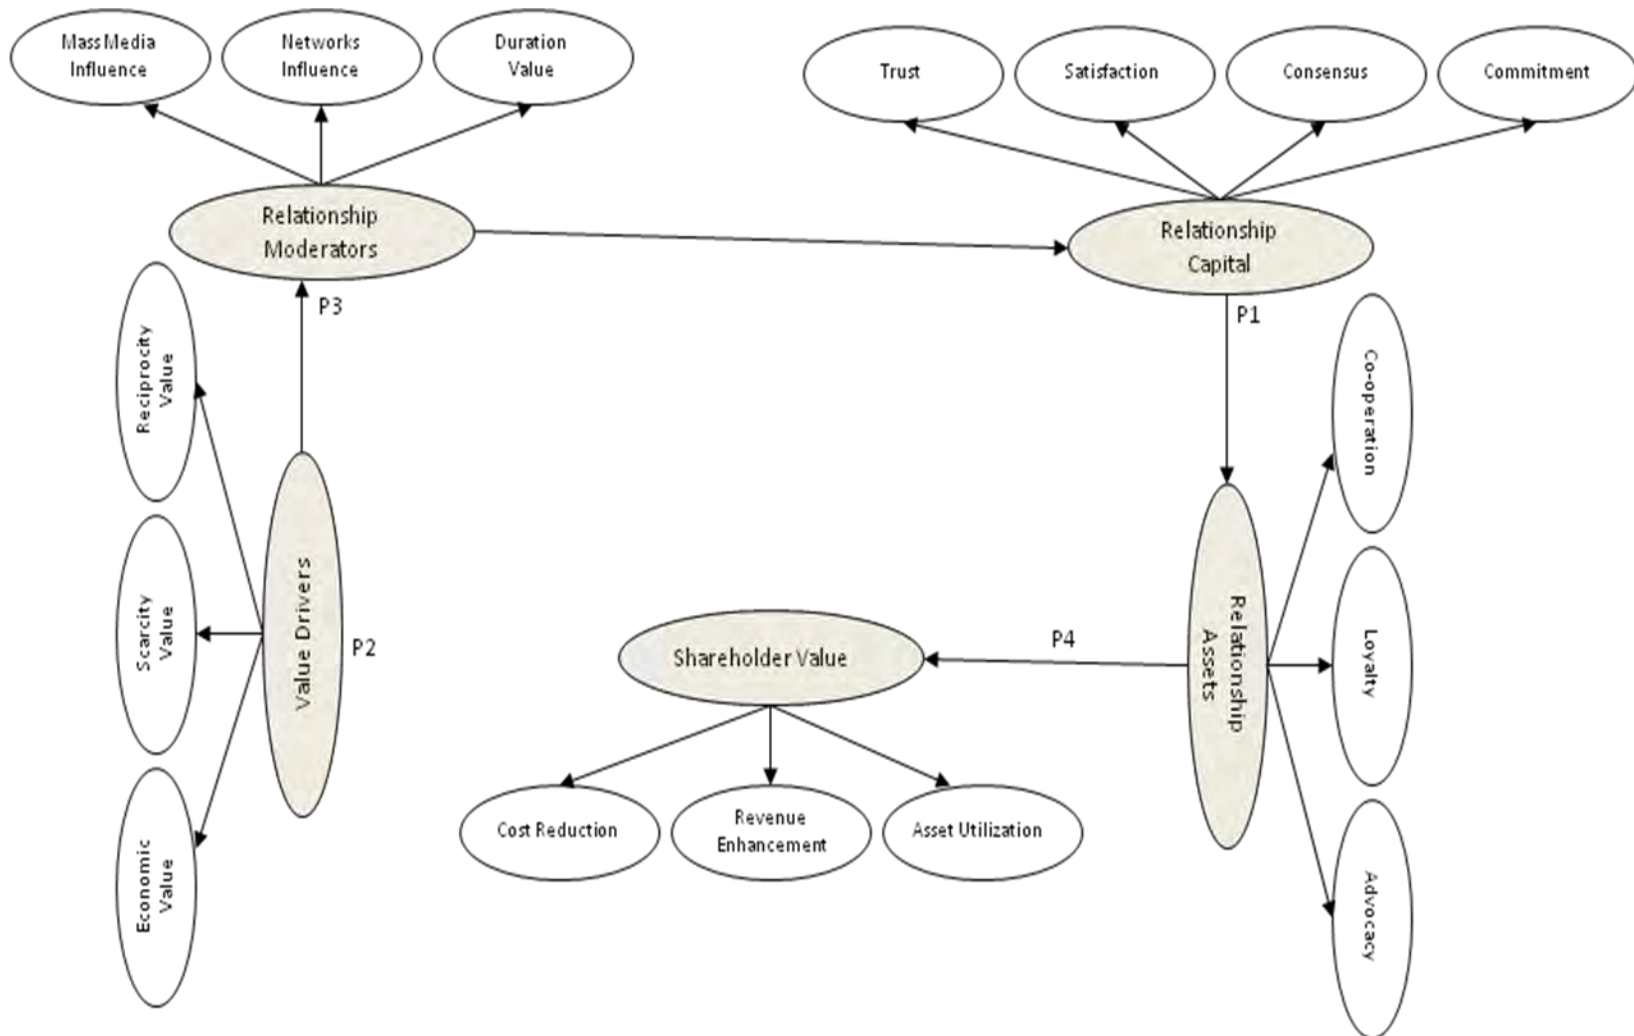 Mass Media
Influence
Networks
Influence
Duration
Value
Trust
Satisfaction
Consensus
Commitment
Relationship
Moderators
Relationship
Capital
P3
P1
Reciprocity
Value
Scarcity
Value
Economic
Value
Value Drivers
P2
Shareholder Value
P4
Relationship
Assets
Co-operation
Loyalty
Advocacy
Cost Reduction
Revenue
Enhancement
Asset Utilization